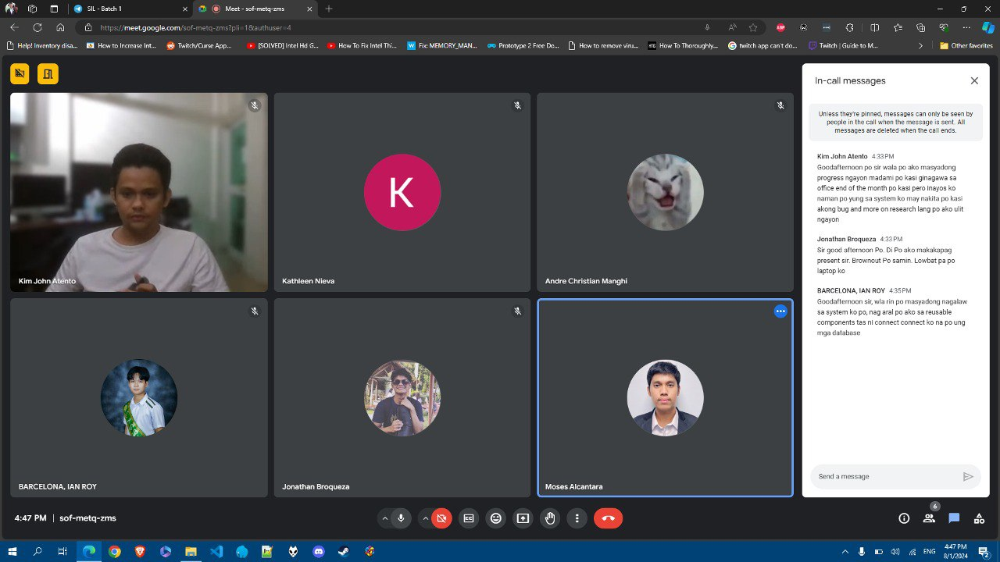 SIL - Batch 1
Meet - sof-metq-zms
https://meet.google.com/sof-metq-zms?pli=1&authuser=4
Help! Inventory disa...
How to Increase Int...
Twitch/Curse App...
[SOLVED] Intel Hd G...
How To Fix Intel Thi...
Fix: MEMORY_MAN...
Prototype 2 Free Do...
How to remove viru...
How To Thoroughly...
twitch app can't do...
Twitch | Guide to M...
Other favorites
In-call messages
Unless they're pinned, messages can only be seen by
people in the call when the message is sent. All
messages are deleted when the call ends.
Kim John Atento 4:33 PM
Goodafternoon po sir wala po ako masyadong
progress ngayon madami po kasi ginagawa sa
office end of the month po kasi pero inayos ko
naman po yung sa system ko may nakita po kasi
akong bug and more on research lang po ako ulit
ngayon
Jonathan Broqueza 4:33 PM
Sir good afternoon Po. Di Po ako makakapag
present sir. Brownout Po samin. Lowbat pa po
laptop ko
BARCELONA, IAN ROY 4:35 PM
Goodafternoon sir, wla rin po masyadong nagalaw
sa system ko po, nag aral po ako sa reusable
components tas ni connect connect ko na po ung
mga database
Send a message
K
Kim John Atento
Kathleen Nieva
Andre Christian Manghi
BARCELONA, IAN ROY
Jonathan Broqueza
Moses Alcantara
4:47 PM | sof-metq-zms
6
ENG
4:47 PM
8/1/2024
2